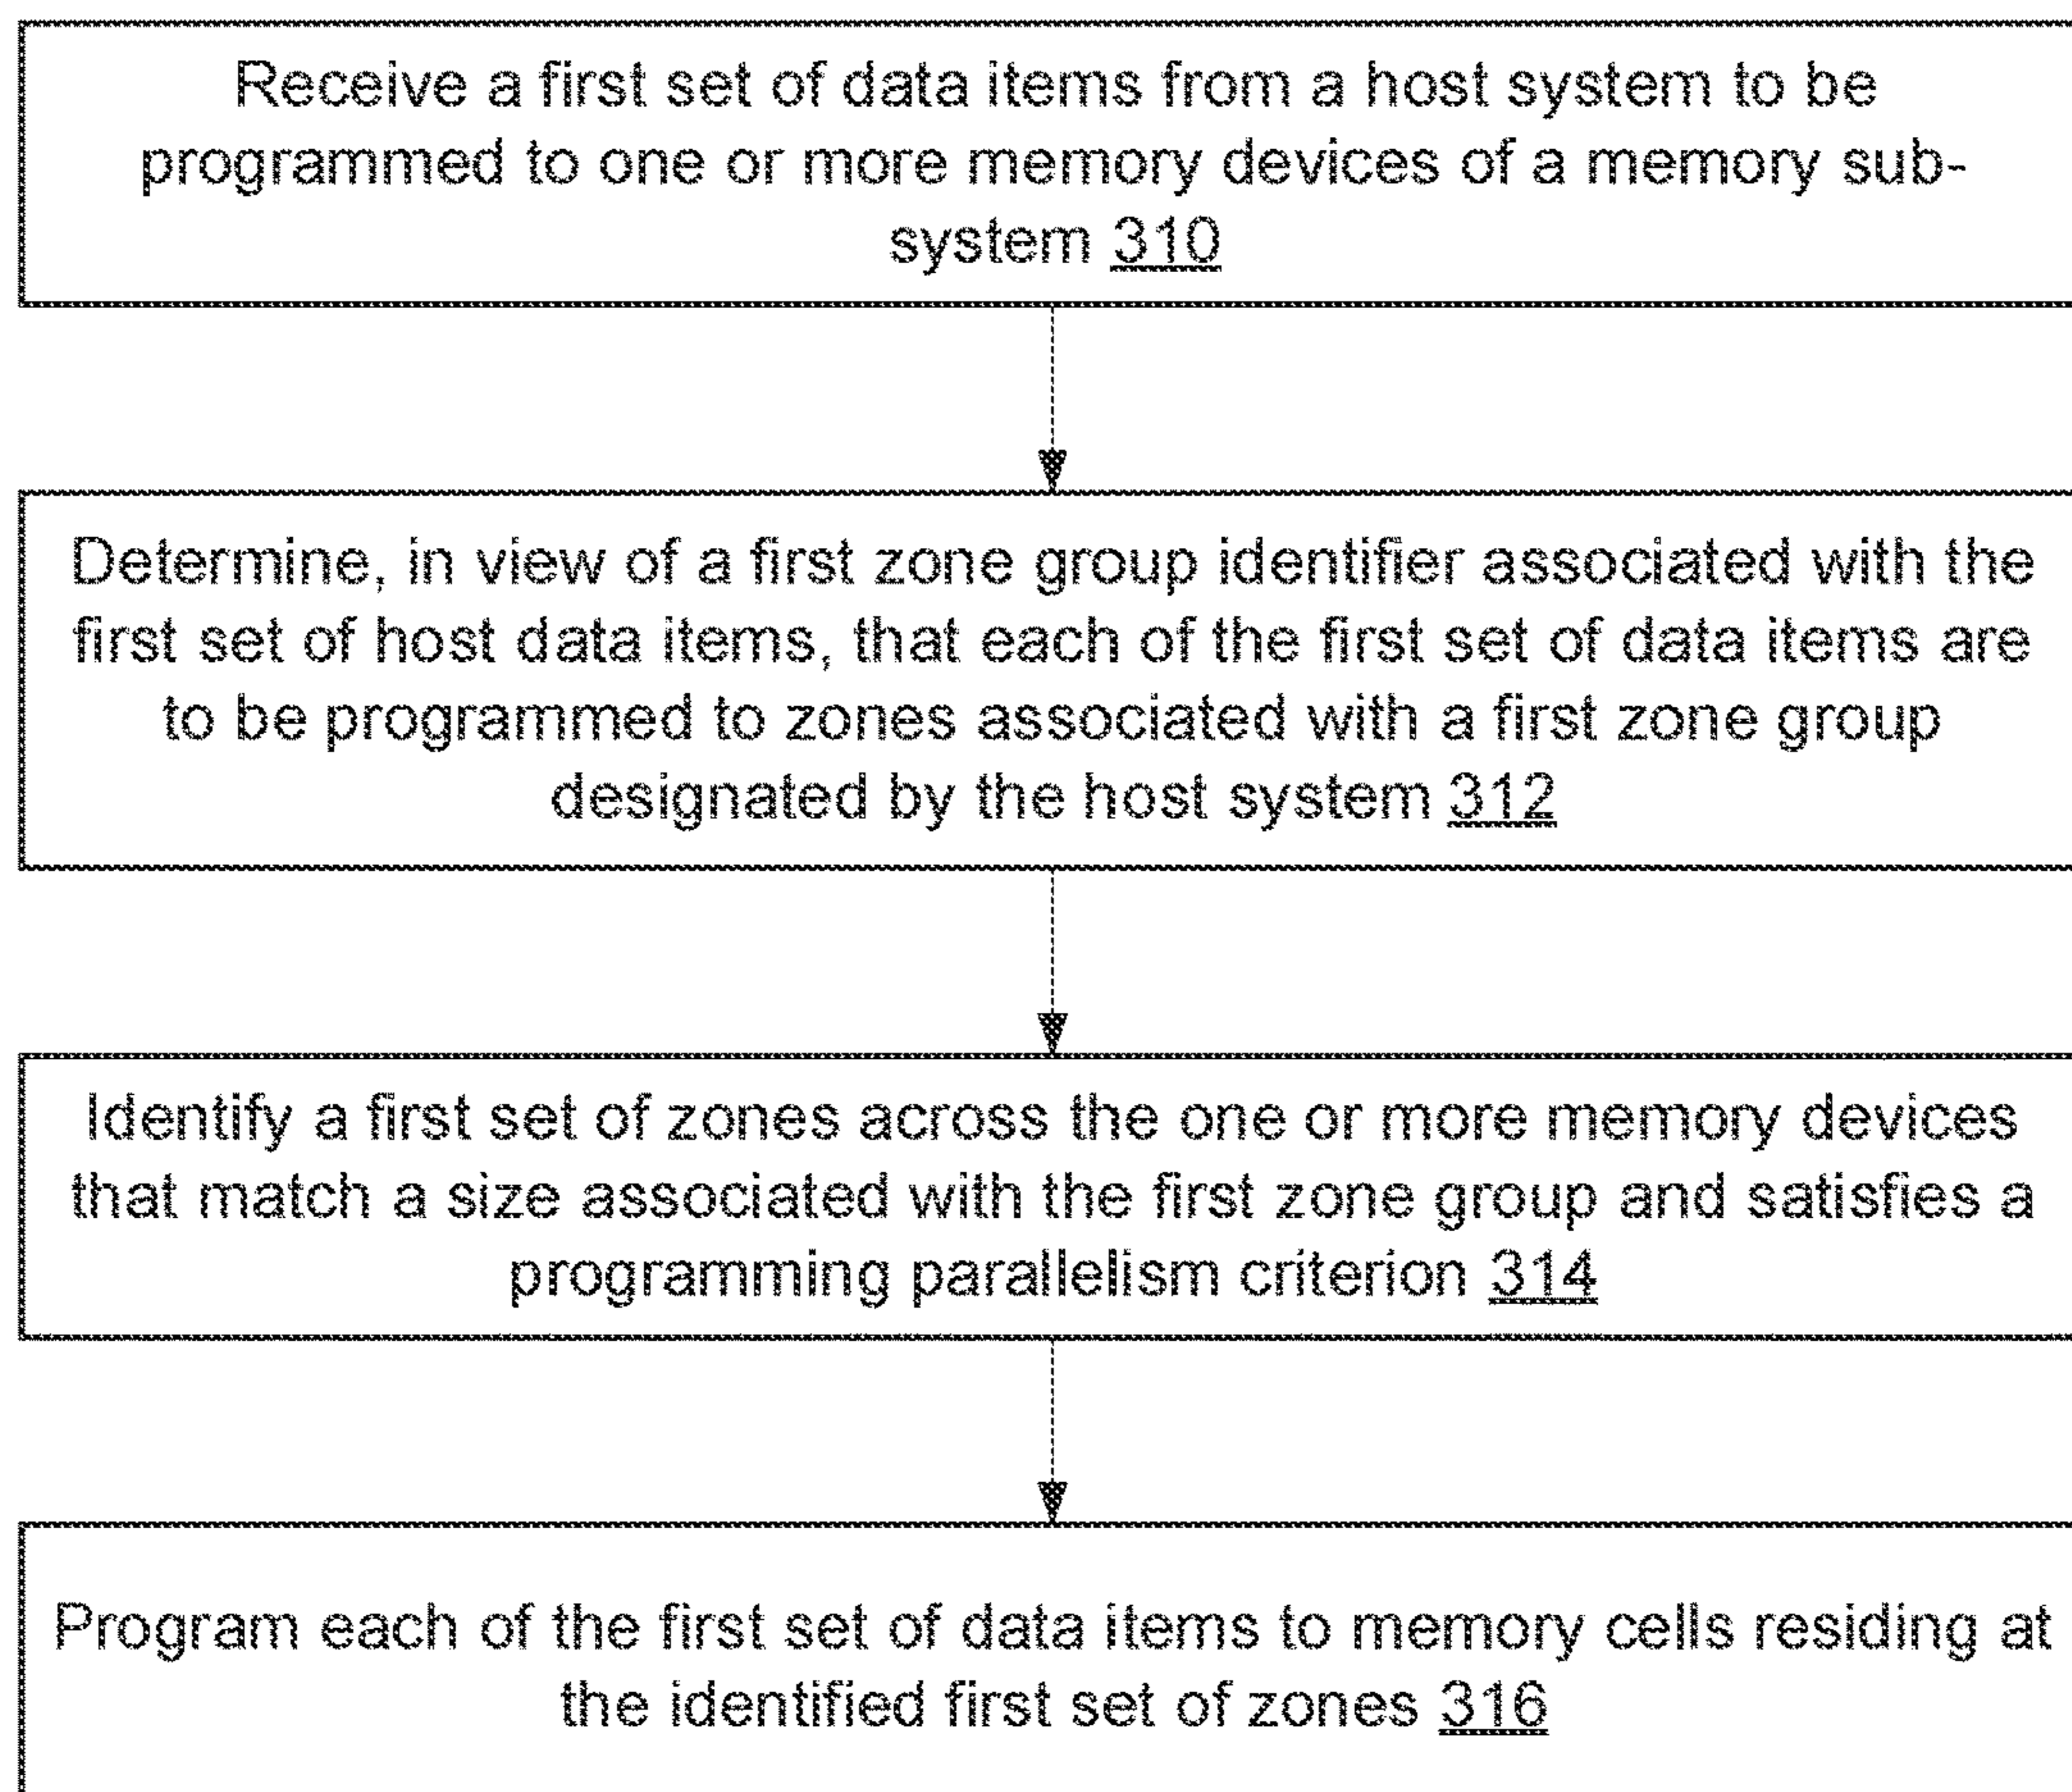 Receive a first set of data items from a host system to be
programmed to one or more memory devices of a memory sub-
system 310
Determine, in view of a first zone group identifier associated with the
first set of host data items, that each of the first set of data items are
to be programmed to zones associated with a first zone group
designated by the host system 312
Identify a first set of zones across the one or more memory devices
that match a size associated with the first zone group and satisfies a
programming parallelism criterion 314
Program each of the first set of data items to memory cells residing at
the identified first set of zones 316